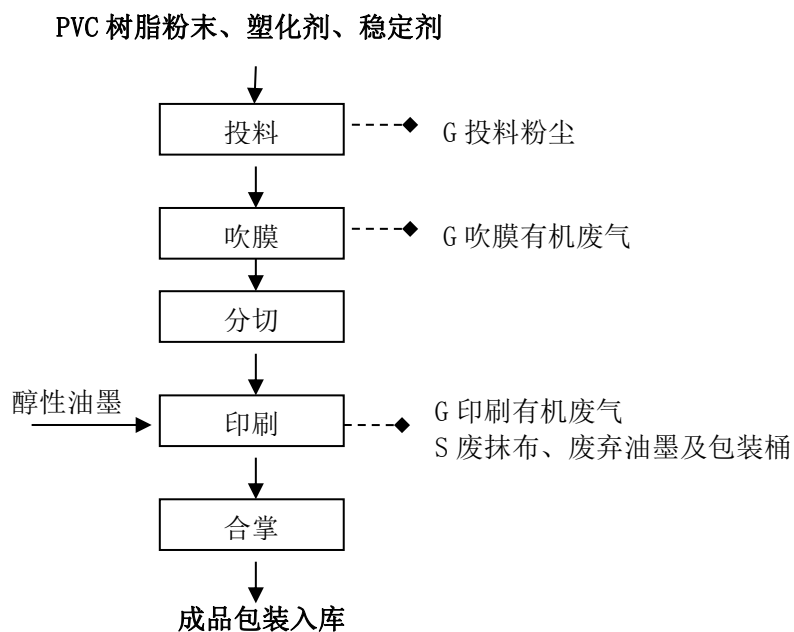 PVC 树脂粉末、塑化剂、稳定剂
投料
G 投料粉尘
吹膜
G 吹膜有机废气
分切
醇性油墨
印刷
G 印刷有机废气
S 废抹布、废弃油墨及包装桶
合掌
成品包装入库